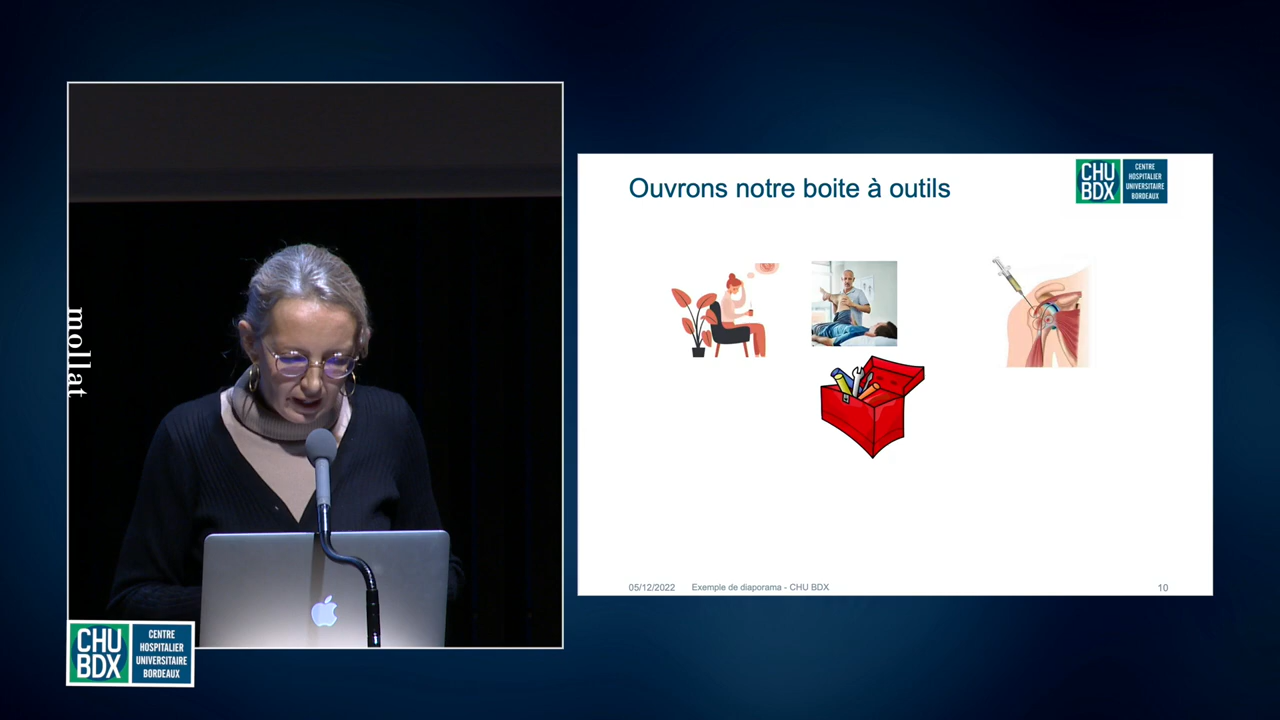 mollat
CHU
BDX
CENTRE
HOSPITALIER
UNIVERSITAIRE
BORDEAUX
Ouvrons notre boite à outils
CHU
BDX
CENTRE
HOSPITALIER
UNIVERSITAIRE
BORDEAUX
05/12/2022 Exemple de diaporama - CHU BDX 10